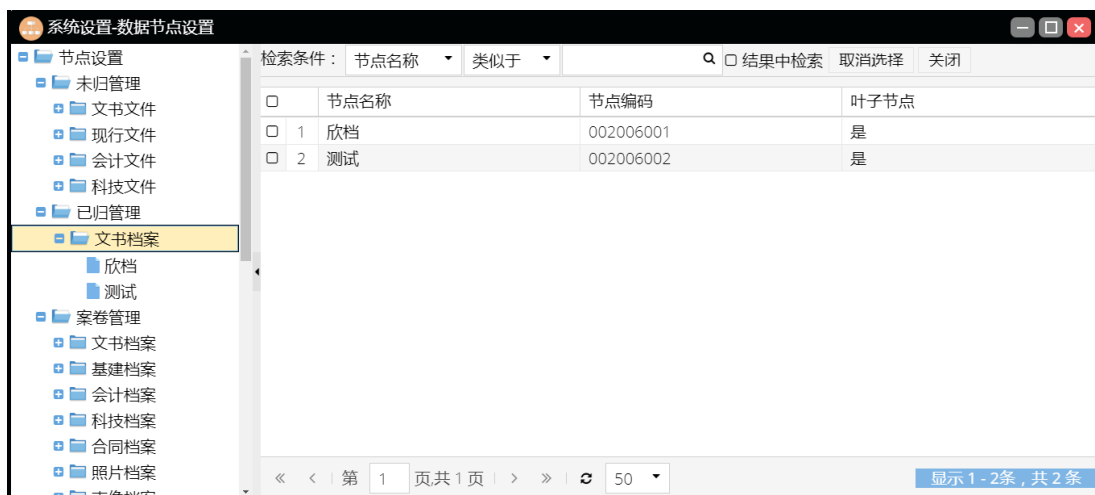 系统设置-数据节点设置
节点设置
未归管理
文书文件
现行文件
会计文件
科技文件
已归管理
文书档案
欣档
测试
案卷管理
文书档案
基建档案
会计档案
科技档案
合同档案
照片档案
检索条件： 节点名称 类似于 结果中检索 取消选择 关闭
节点名称 节点编码 叶子节点
1 欣档 002006001 是
2 测试 002006002 是
第 1 页,共 1 页 50 显示 1 - 2条，共 2 条